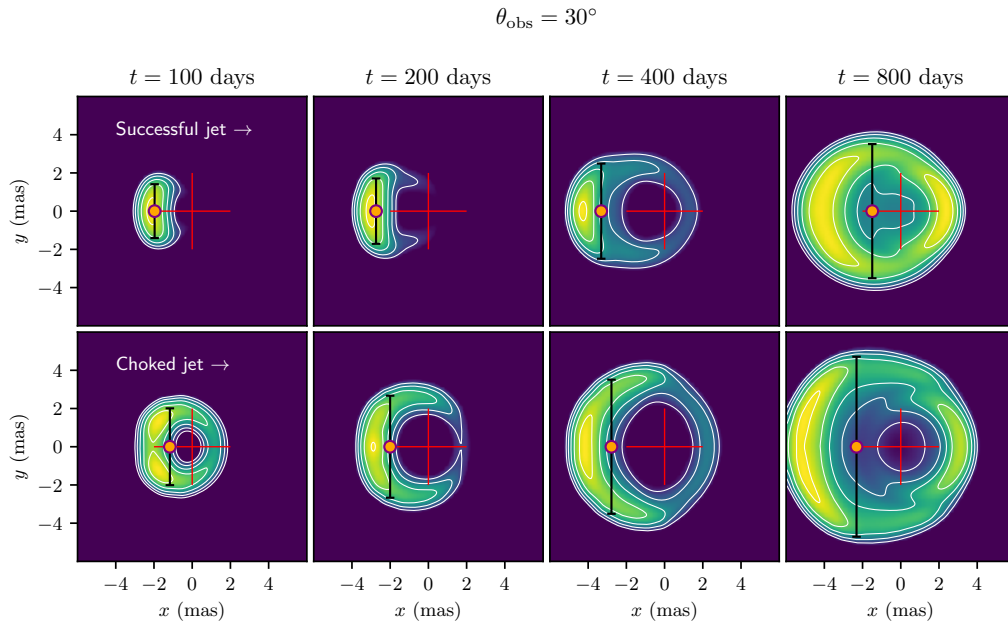 θ_obs = 30°
t = 100 days
t = 200 days
t = 400 days
t = 800 days
Successful jet →
y (mas)
4
2
0
−2
−4
Choked jet →
y (mas)
4
2
0
−2
−4
−4 −2 0 2 4
−4 −2 0 2 4
−4 −2 0 2 4
−4 −2 0 2 4
x (mas)
x (mas)
x (mas)
x (mas)